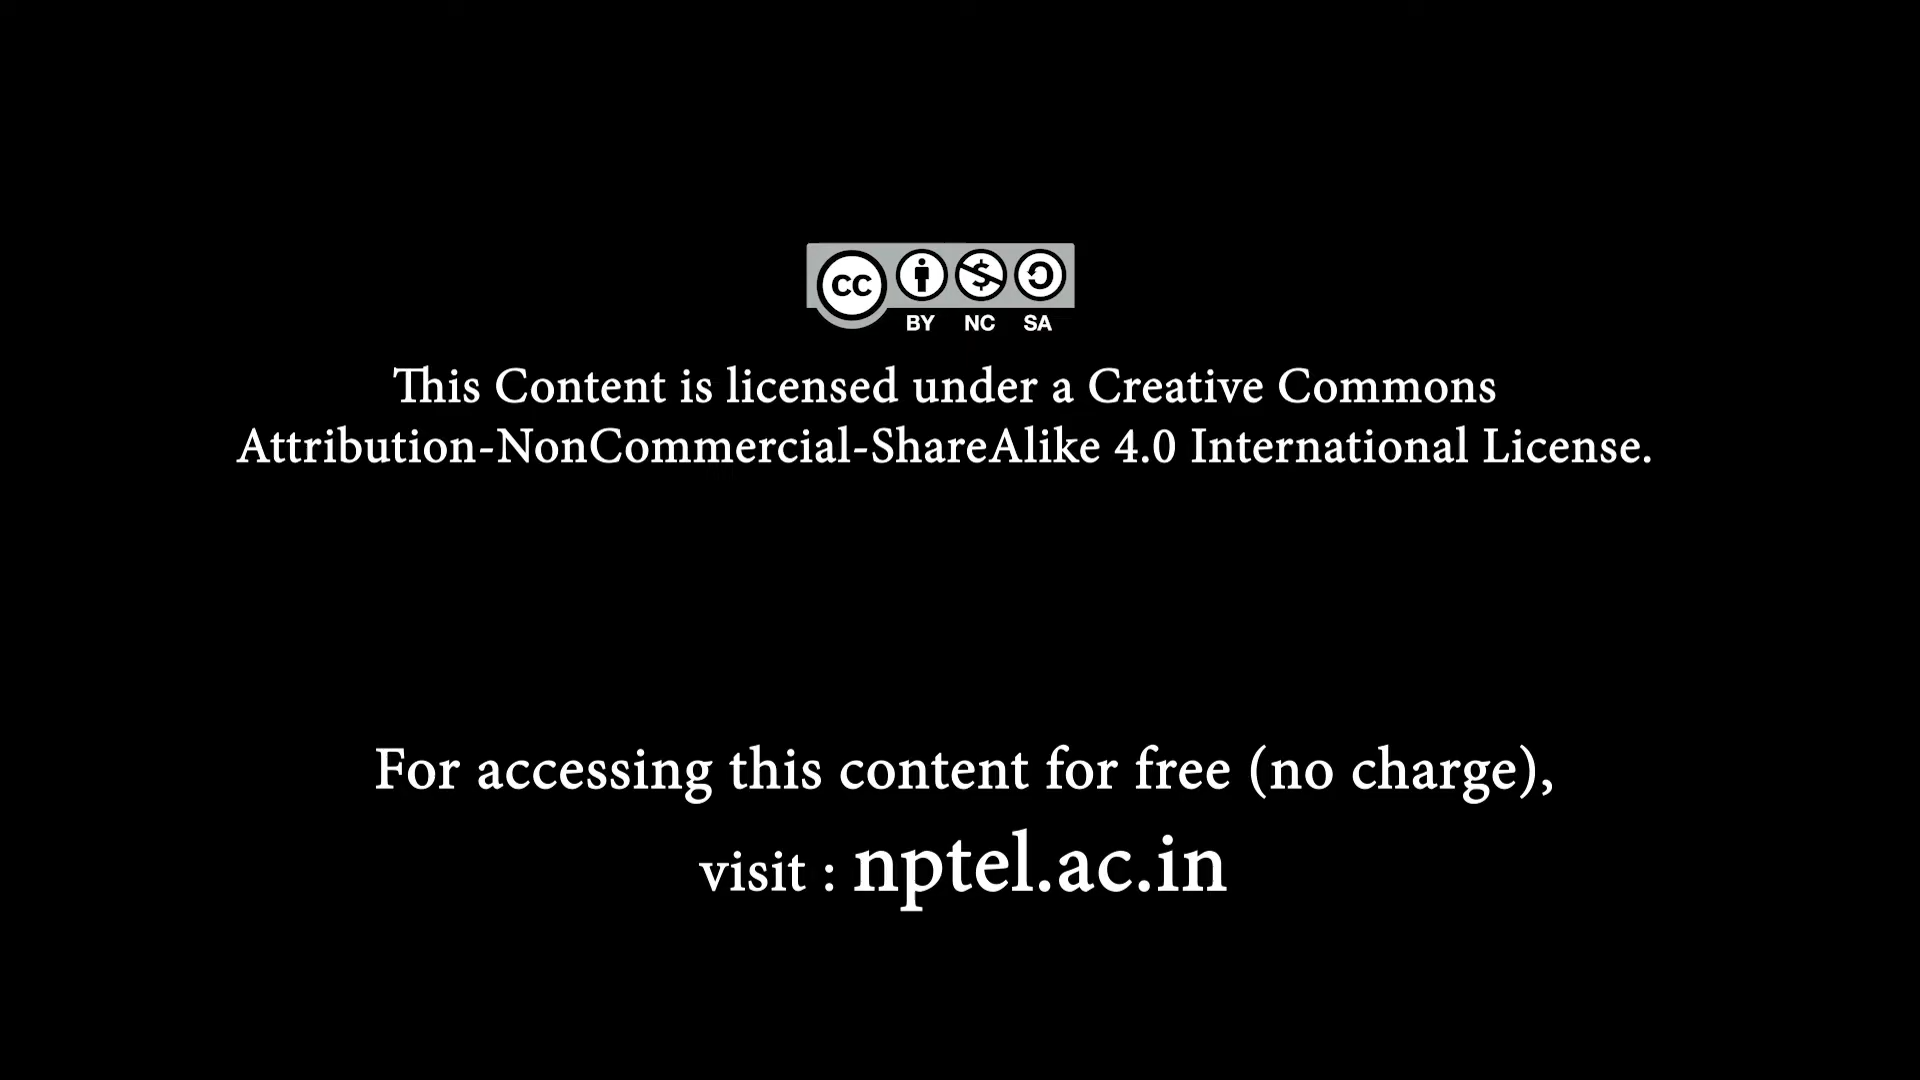 CC BY NC SA
This Content is licensed under a Creative Commons
Attribution-NonCommercial-ShareAlike 4.0 International License.
For accessing this content for free (no charge),
visit : nptel.ac.in